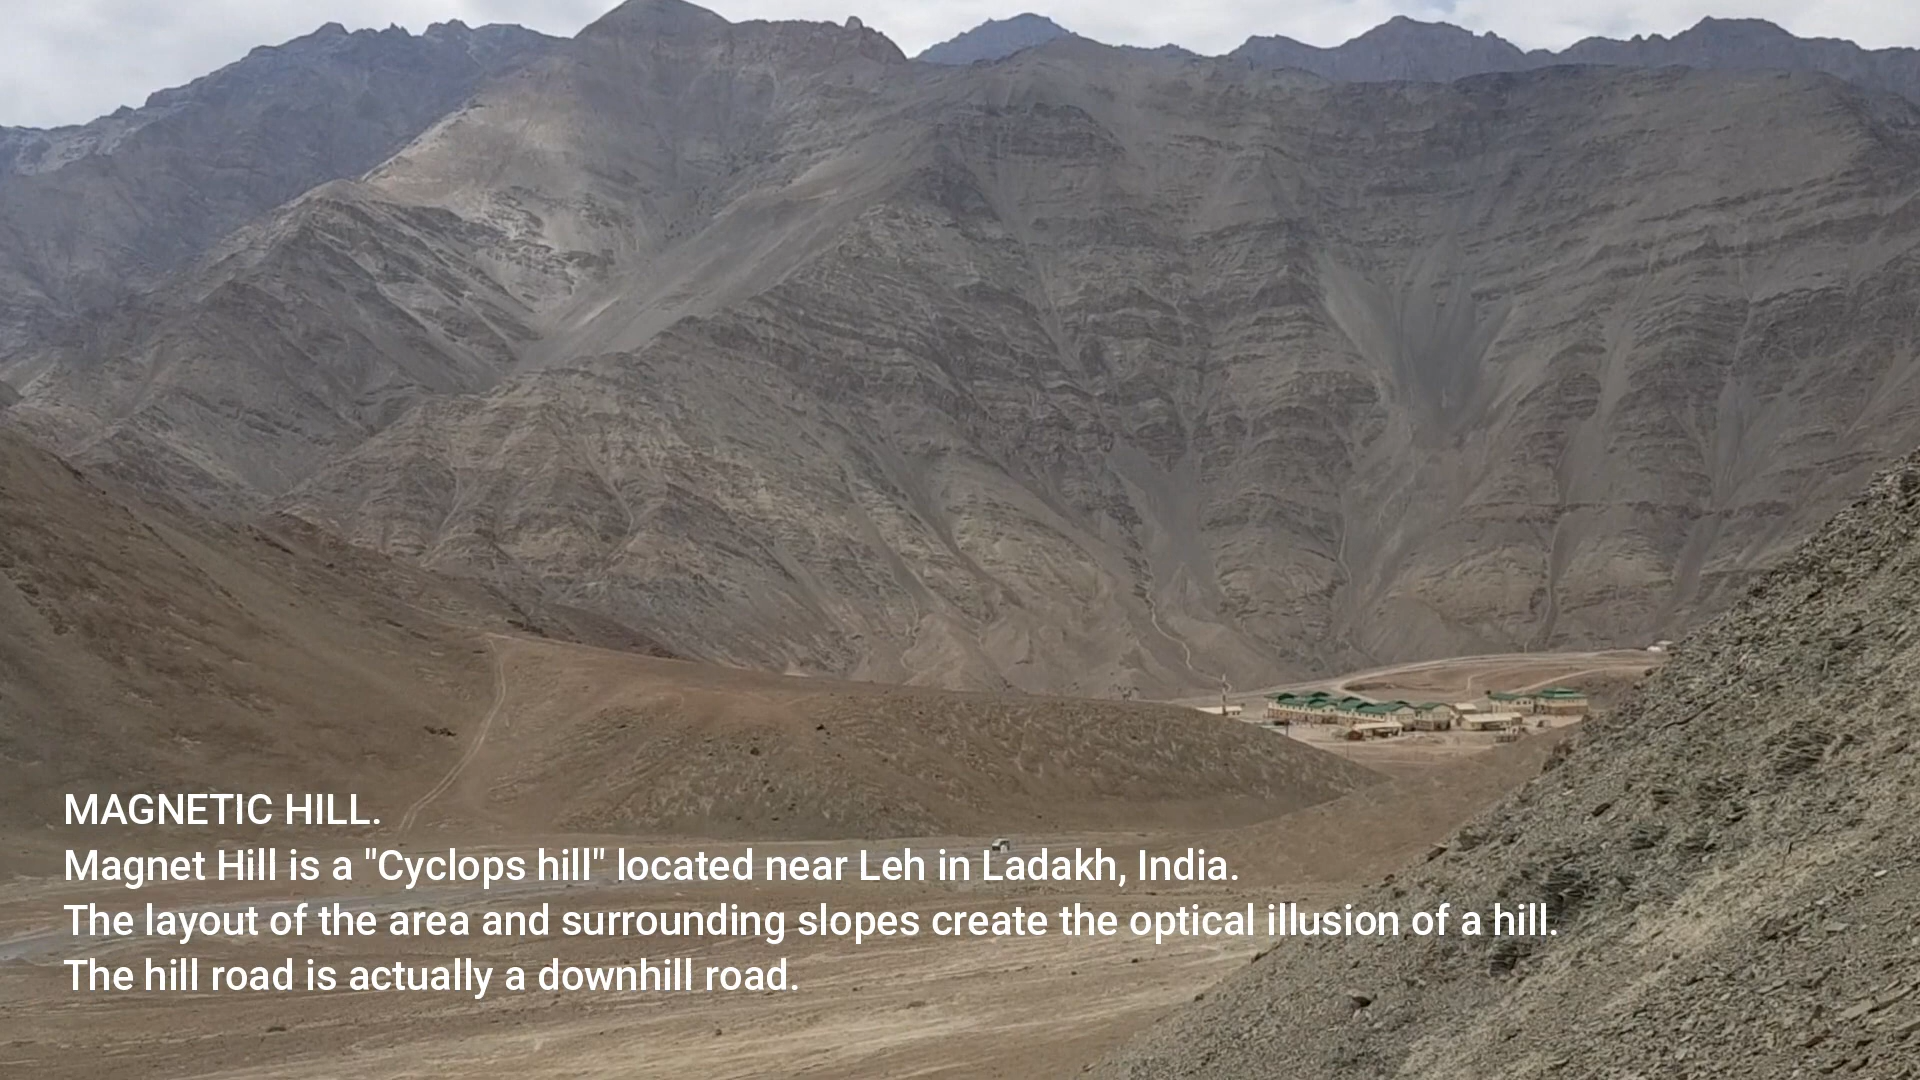 MAGNETIC HILL.
Magnet Hill is a "Cyclops hill" located near Leh in Ladakh, India.
The layout of the area and surrounding slopes create the optical illusion of a hill.
The hill road is actually a downhill road.